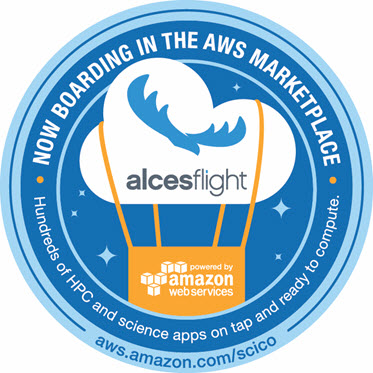 NOW BOARDING IN THE AWS MARKETPLACE
alcesflight
powered by
amazon
web services
Hundreds of HPC and science apps on tap and ready to compute.
aws.amazon.com/scico